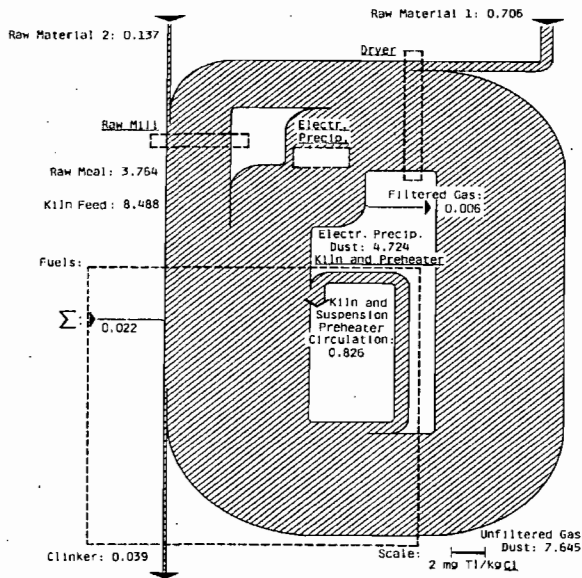 Raw Material 1: 0.706
Raw Material 2: 0.137
Dryer
Raw Mill
Electr.
Precip.
Raw Meal: 3.764
Filtered Gas:
0.006
Kiln Feed: 8.488
Electr. Precip.
Dust: 4.724
Kiln and Preheater
Fuels:
Kiln and
Suspension
Preheater
Circulation:
0.826
Σ:
0.022
Unfiltered Gas
Dust: 7.645
Clinker: 0.039
Scale:
2 mg Tl/kg Cl